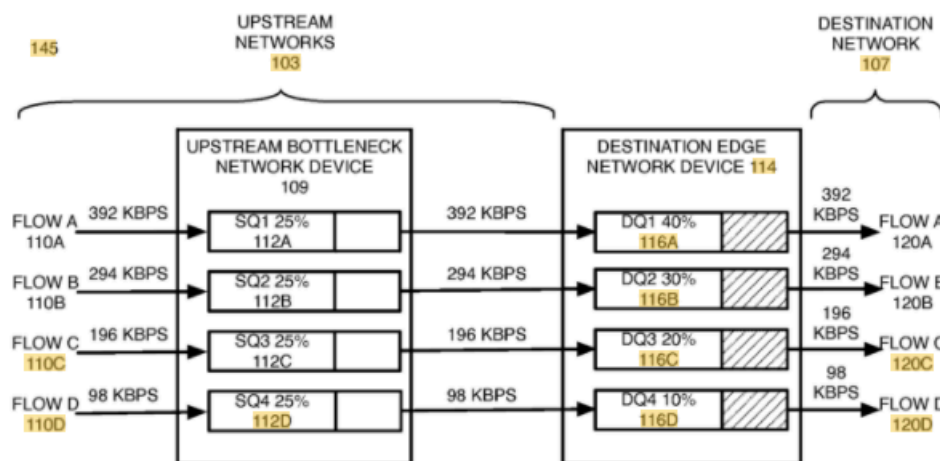 UPSTREAM
NETWORKS
103
DESTINATION
NETWORK
107
145
UPSTREAM BOTTLENECK
NETWORK DEVICE
109
DESTINATION EDGE
NETWORK DEVICE 114
FLOW A
110A
392 KBPS
SQ1 25%
112A
392 KBPS
DQ1 40%
116A
392
KBPS
FLOW A
120A
FLOW B
110B
294 KBPS
SQ2 25%
112B
294 KBPS
DQ2 30%
116B
294
KBPS
FLOW B
120B
FLOW C
110C
196 KBPS
SQ3 25%
112C
196 KBPS
DQ3 20%
116C
196
KBPS
FLOW C
120C
FLOW D
110D
98 KBPS
SQ4 25%
112D
98 KBPS
DQ4 10%
116D
98
KBPS
FLOW D
120D